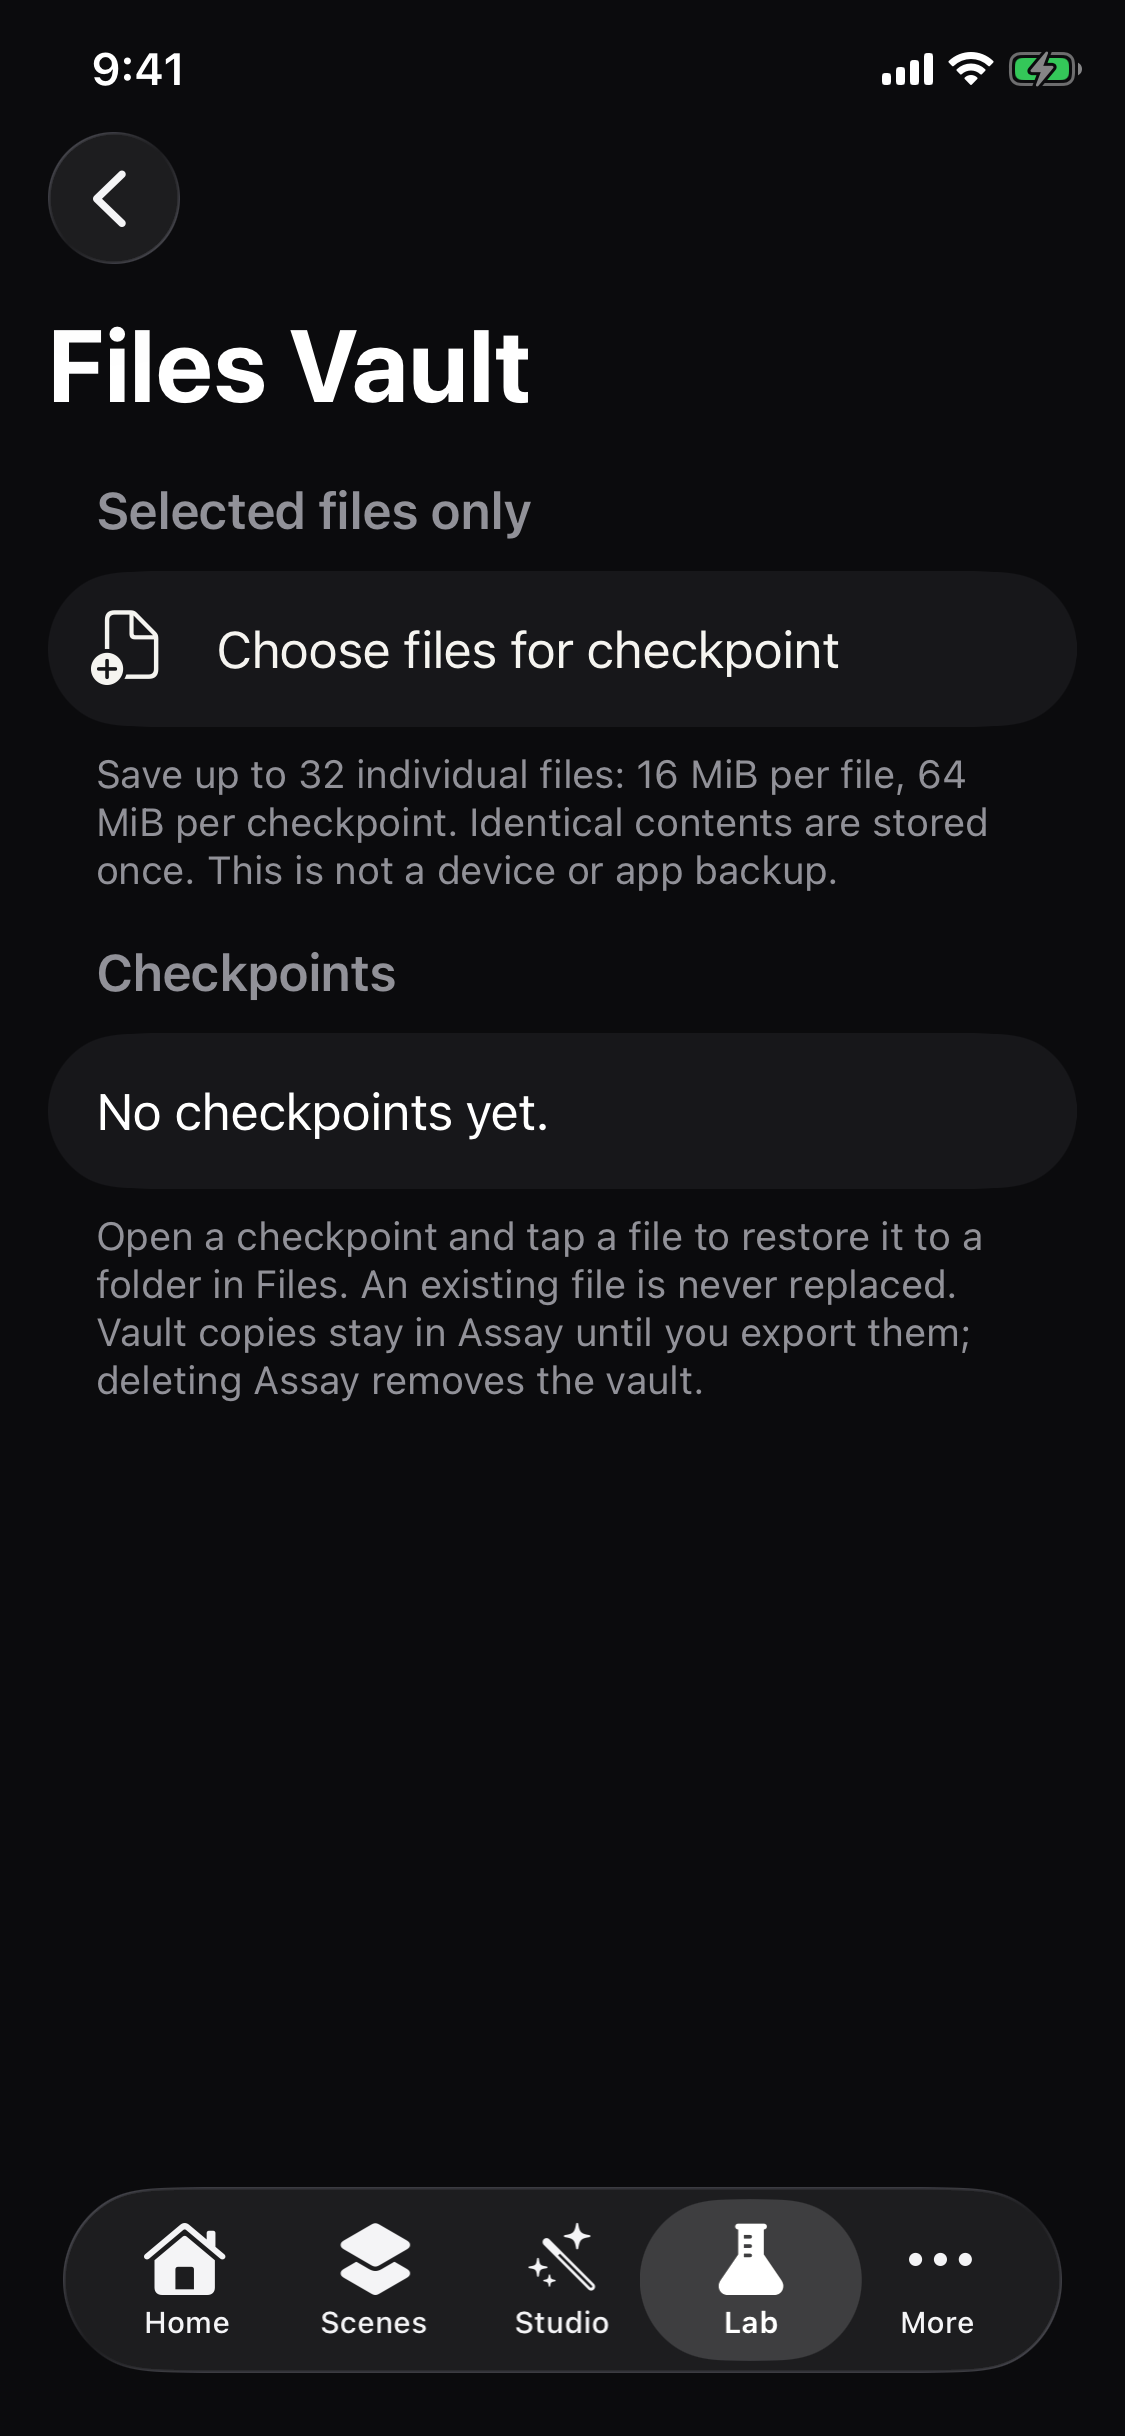 9:41
Files Vault
Selected files only
Choose files for checkpoint
Save up to 32 individual files: 16 MiB per file, 64
MiB per checkpoint. Identical contents are stored
once. This is not a device or app backup.
Checkpoints
No checkpoints yet.
Open a checkpoint and tap a file to restore it to a
folder in Files. An existing file is never replaced.
Vault copies stay in Assay until you export them;
deleting Assay removes the vault.
Home Scenes Studio Lab More